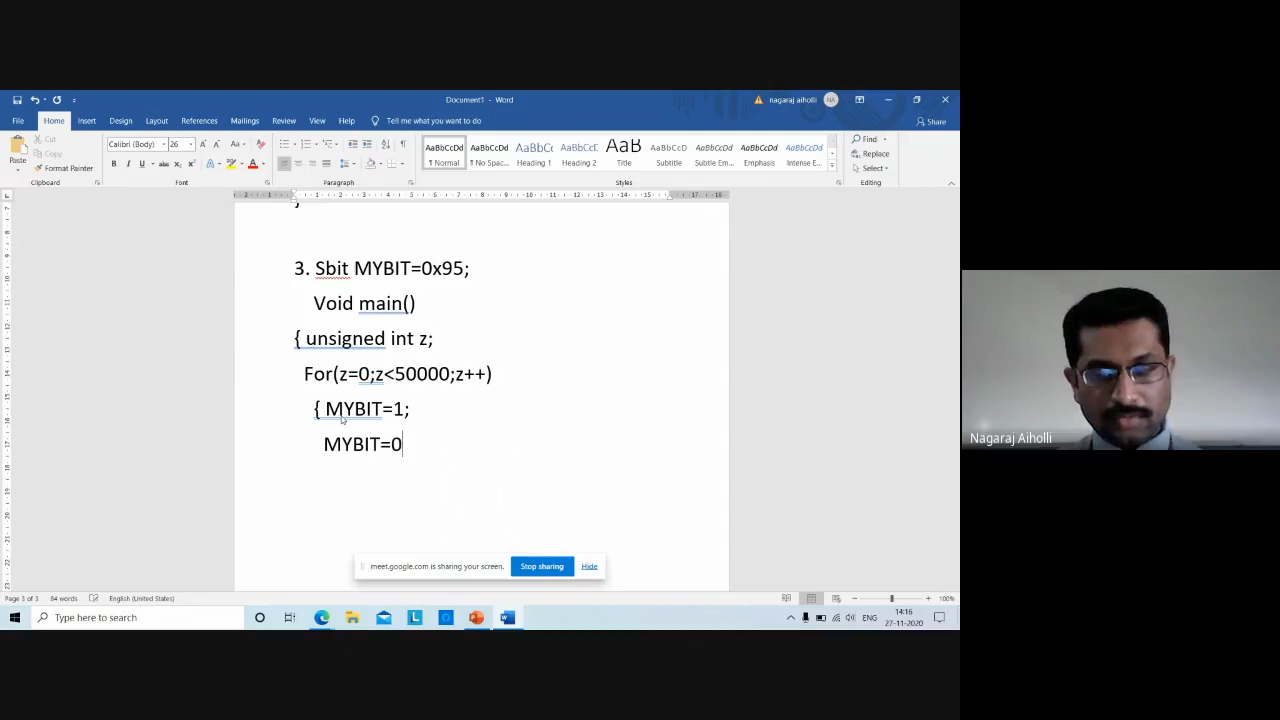 Document1 - Word
nagaraj aiholli
NA
File Home Insert Design Layout References Mailings Review View Help Tell me what you want to do
Share
Paste
Cut
Copy
Format Painter
Clipboard
Calibri (Body) 26
Font
Paragraph
AaBbCcDd AaBbCcDd AaBbCc AaBbCcC AaB AaBbCcD AaBbCcDd AaBbCcDd AaBbCcDd
¶ Normal ¶ No Spac... Heading 1 Heading 2 Title Subtitle Subtle Em... Emphasis Intense E...
Styles
Find
Replace
Select
Editing
}
3. Sbit MYBIT=0x95;
Void main()
{ unsigned int z;
For(z=0;z<50000;z++)
{ MYBIT=1;
MYBIT=0
Nagaraj Aiholli
meet.google.com is sharing your screen. Stop sharing Hide
Page 3 of 3 84 words English (United States) 100%
Type here to search
ENG 14:16
27-11-2020